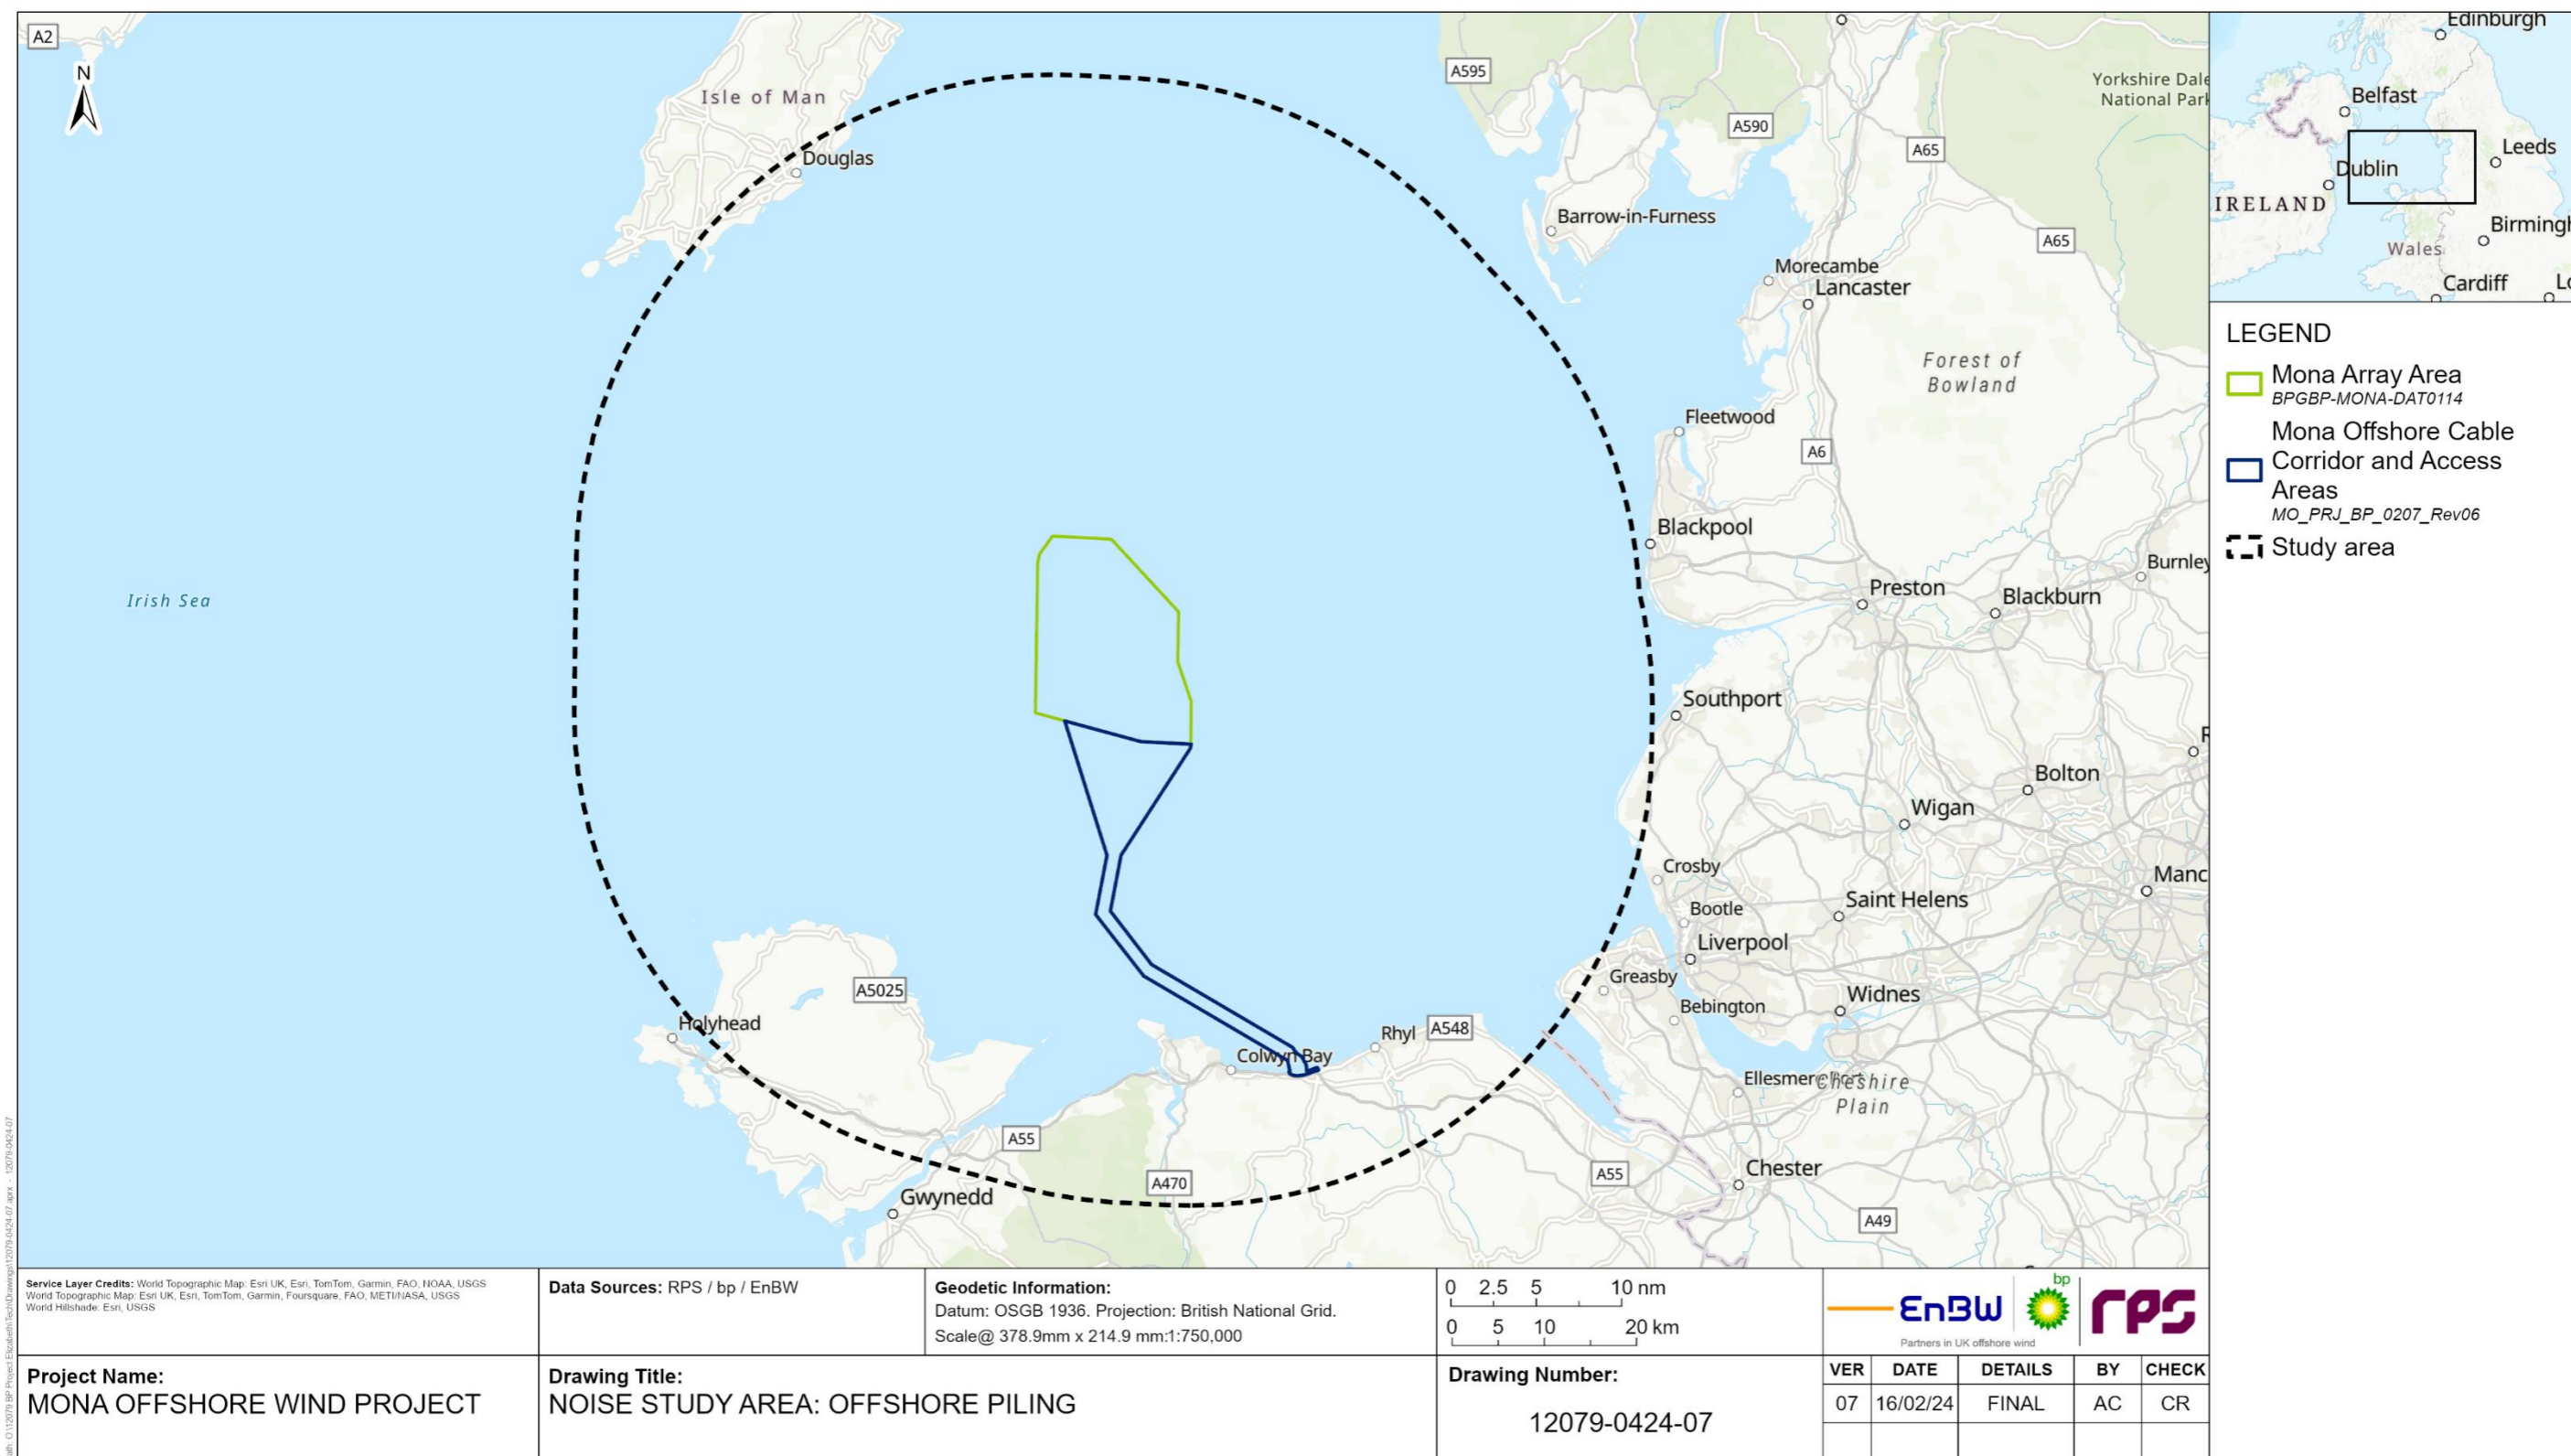 A2
N
Isle of Man
Douglas
Irish Sea
A595
A590
Barrow-in-Furness
Morecambe
Lancaster
A65
A65
Yorkshire Dale
National Park
Forest of
Bowland
Fleetwood
A6
Blackpool
Preston
Blackburn
Burnley
Southport
Bolton
Wigan
Crosby
Bootle
Liverpool
Saint Helens
Manc
Greasby
Bebington
Widnes
Cheshire
Plain
Chester
A49
A5025
Holyhead
Colwyn Bay
Rhyl
A548
A55
A55
A470
Gwynedd
Edinburgh
Belfast
Leeds
Dublin
IRELAND
Birmingh
Wales
Cardiff
LEGEND
Mona Array Area
BPGBP-MONA-DAT0114
Mona Offshore Cable
Corridor and Access
Areas
MO_PRJ_BP_0207_Rev06
Study area
Service Layer Credits: World Topographic Map: Esri UK, Esri, TomTom, Garmin, FAO, NOAA, USGS
World Topographic Map: Esri UK, Esri, TomTom, Garmin, Foursquare, FAO, METI/NASA, USGS
World Hillshade: Esri, USGS
Data Sources: RPS / bp / EnBW
Geodetic Information:
Datum: OSGB 1936. Projection: British National Grid.
Scale@ 378.9mm x 214.9 mm:1:750,000
0 2.5 5 10 nm
0 5 10 20 km
EnBW
bp
rps
Partners in UK offshore wind
Project Name:
MONA OFFSHORE WIND PROJECT
Drawing Title:
NOISE STUDY AREA: OFFSHORE PILING
Drawing Number:
12079-0424-07
VER DATE DETAILS BY CHECK
07 16/02/24 FINAL AC CR